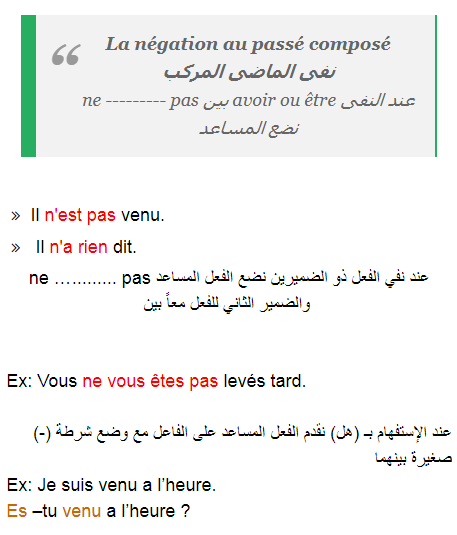 La négation au passé composé
نفى الماضى المركب
عند النفى avoir ou être بين ne --------- pas
نضع المساعد
» Il n'est pas venu.
» Il n'a rien dit.
عند نفي الفعل ذو الضميرين نضع الفعل المساعد ne …......... pas
والضمير الثاني للفعل معاً بين
Ex: Vous ne vous êtes pas levés tard.
عند الإستفهام بـ (هل) نقدم الفعل المساعد على الفاعل مع وضع شرطة (-)
صغيرة بينهما
Ex: Je suis venu a l’heure.
Es –tu venu a l’heure ?